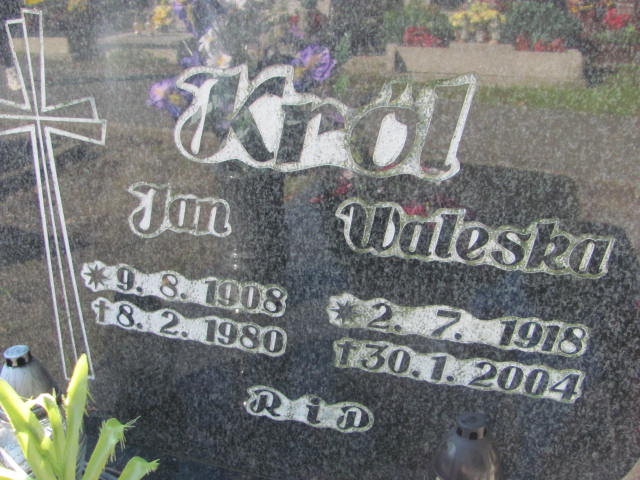 Król
Jan
✴ 9. 8. 1908
† 8. 2. 1980
Waleska
✴ 2. 7. 1918
† 30. 1. 2004
R i P